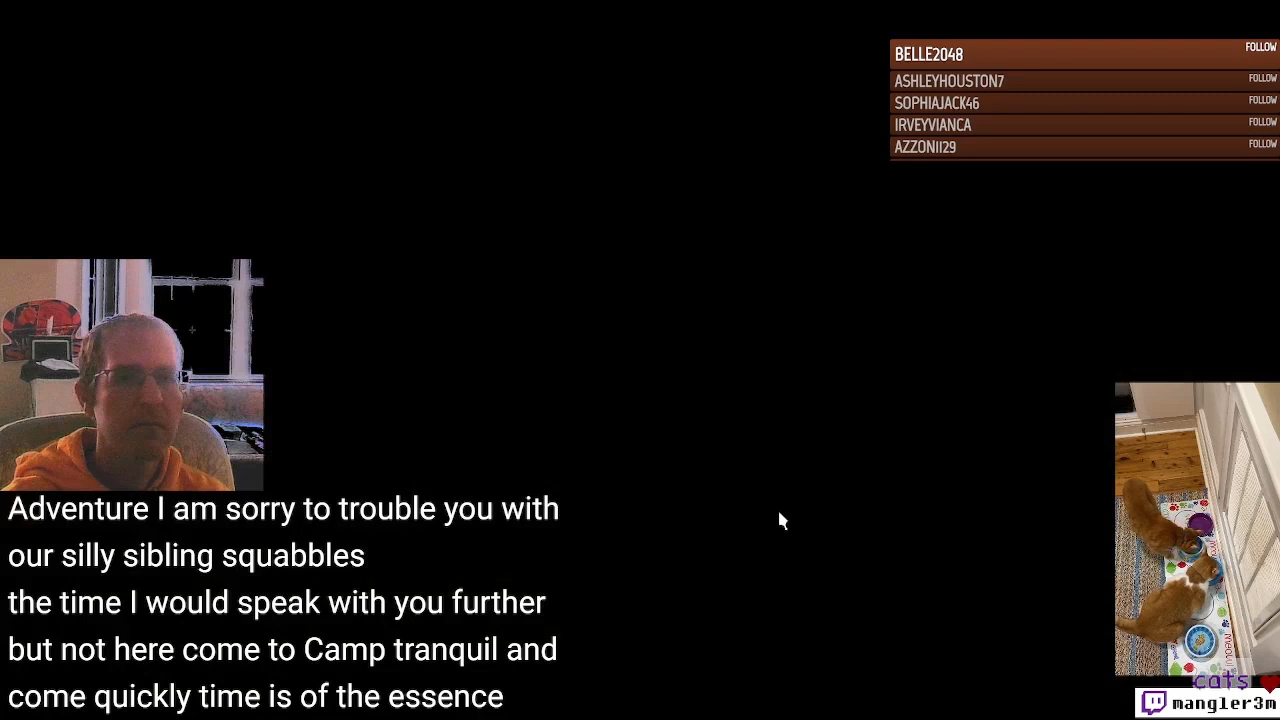 BELLE2048 FOLLOW
ASHLEYHOUSTON7 FOLLOW
SOPHIAJACK46 FOLLOW
IRVEYVIANCA FOLLOW
AZZON1129 FOLLOW
Adventure I am sorry to trouble you with
our silly sibling squabbles
the time I would speak with you further
but not here come to Camp tranquil and
come quickly time is of the essence
cats
mangler3m